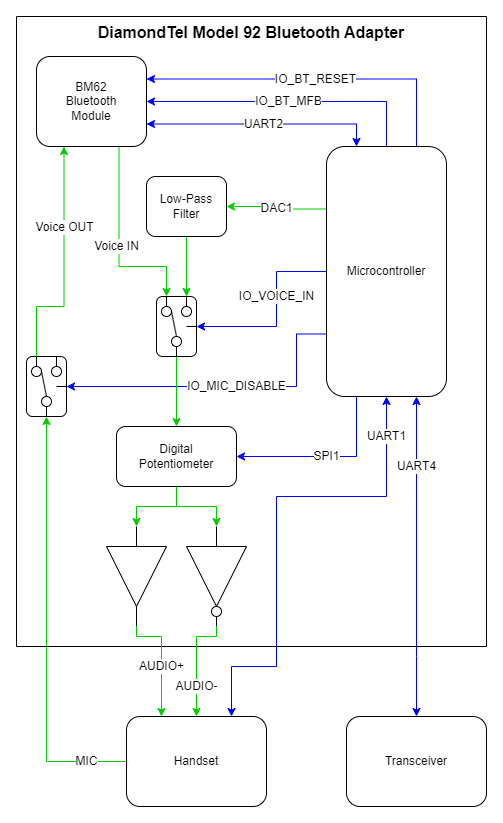 DiamondTel Model 92 Bluetooth Adapter
BM62
Bluetooth
Module
IO_BT_RESET
IO_BT_MFB
UART2
Low-Pass
Filter
DAC1
Voice OUT
Voice IN
Microcontroller
IO_VOICE_IN
IO_MIC_DISABLE
Digital
Potentiometer
SPI1
UART1
UART4
AUDIO+
AUDIO-
MIC
Handset
Transceiver